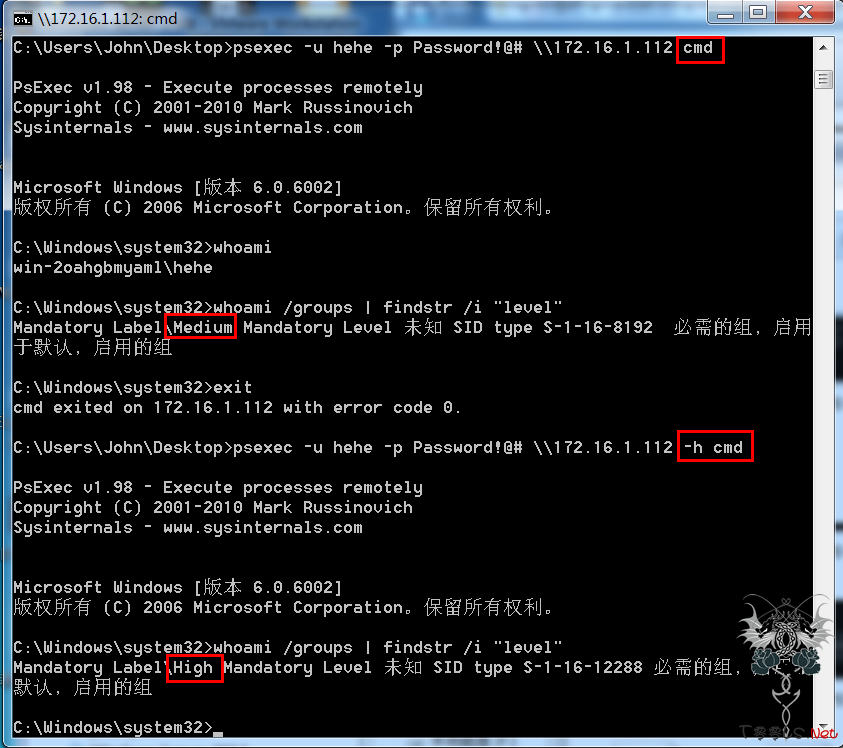 \\172.16.1.112: cmd
C:\Users\John\Desktop>psexec -u hehe -p Password!@# \\172.16.1.112 cmd
PsExec v1.98 - Execute processes remotely
Copyright (C) 2001-2010 Mark Russinovich
Sysinternals - www.sysinternals.com
Microsoft Windows [版本 6.0.6002]
版权所有 (C) 2006 Microsoft Corporation。保留所有权利。
C:\Windows\system32>whoami
win-2oahgbmyaml\hehe
C:\Windows\system32>whoami /groups | findstr /i "level"
Mandatory Label\Medium Mandatory Level 未知 SID type S-1-16-8192 必需的组, 启用
于默认, 启用的组
C:\Windows\system32>exit
cmd exited on 172.16.1.112 with error code 0.
C:\Users\John\Desktop>psexec -u hehe -p Password!@# \\172.16.1.112 -h cmd
PsExec v1.98 - Execute processes remotely
Copyright (C) 2001-2010 Mark Russinovich
Sysinternals - www.sysinternals.com
Microsoft Windows [版本 6.0.6002]
版权所有 (C) 2006 Microsoft Corporation。保留所有权利。
C:\Windows\system32>whoami /groups | findstr /i "level"
Mandatory Label\High Mandatory Level 未知 SID type S-1-16-12288 必需的组,
默认, 启用的组
C:\Windows\system32>